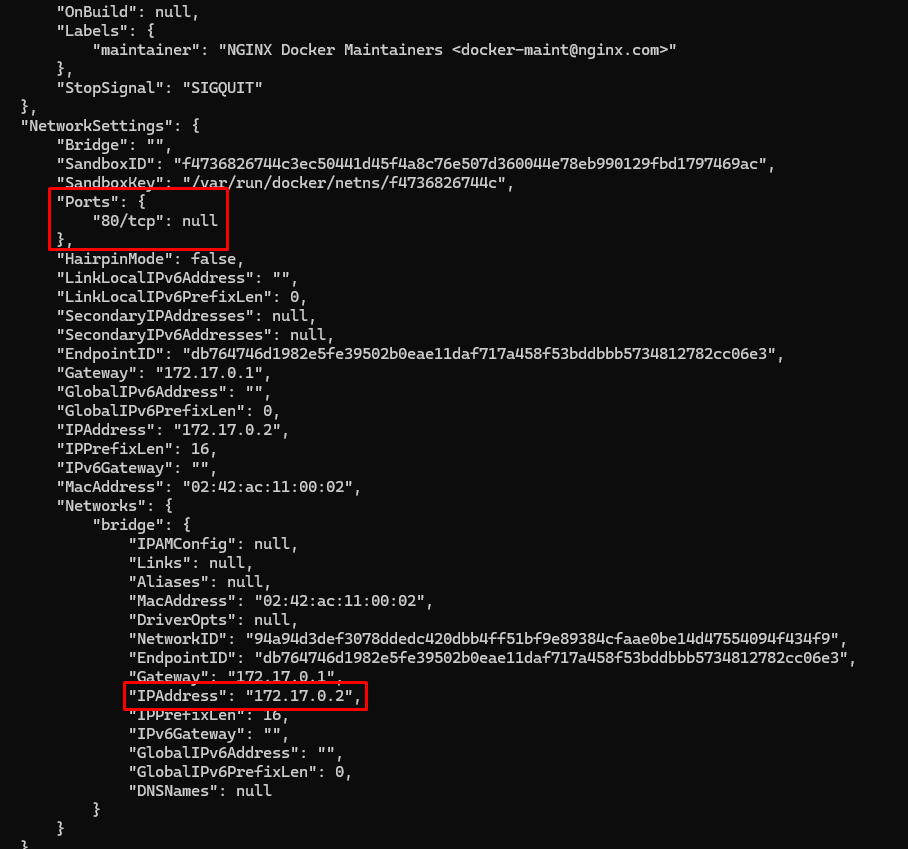 "OnBuild": null,
"Labels": {
"maintainer": "NGINX Docker Maintainers <docker-maint@nginx.com>"
},
"StopSignal": "SIGQUIT"
},
"NetworkSettings": {
"Bridge": "",
"SandboxID": "f4736826744c3ec50441d45f4a8c76e507d360044e78eb990129fbd1797469ac",
"SandboxKey": "/var/run/docker/netns/f4736826744c",
"Ports": {
"80/tcp": null
},
"HairpinMode": false,
"LinkLocalIPv6Address": "",
"LinkLocalIPv6PrefixLen": 0,
"SecondaryIPAddresses": null,
"SecondaryIPv6Addresses": null,
"EndpointID": "db764746d1982e5fe39502b0eae11daf717a458f53bddbbb5734812782cc06e3",
"Gateway": "172.17.0.1",
"GlobalIPv6Address": "",
"GlobalIPv6PrefixLen": 0,
"IPAddress": "172.17.0.2",
"IPPrefixLen": 16,
"IPv6Gateway": "",
"MacAddress": "02:42:ac:11:00:02",
"Networks": {
"bridge": {
"IPAMConfig": null,
"Links": null,
"Aliases": null,
"MacAddress": "02:42:ac:11:00:02",
"DriverOpts": null,
"NetworkID": "94a94d3def3078ddedc420dbb4ff51bf9e89384cfaae0be14d47554094f434f9",
"EndpointID": "db764746d1982e5fe39502b0eae11daf717a458f53bddbbb5734812782cc06e3",
"Gateway": "172.17.0.1",
"IPAddress": "172.17.0.2",
"IPPrefixLen": 16,
"IPv6Gateway": "",
"GlobalIPv6Address": "",
"GlobalIPv6PrefixLen": 0,
"DNSNames": null
}
}
}